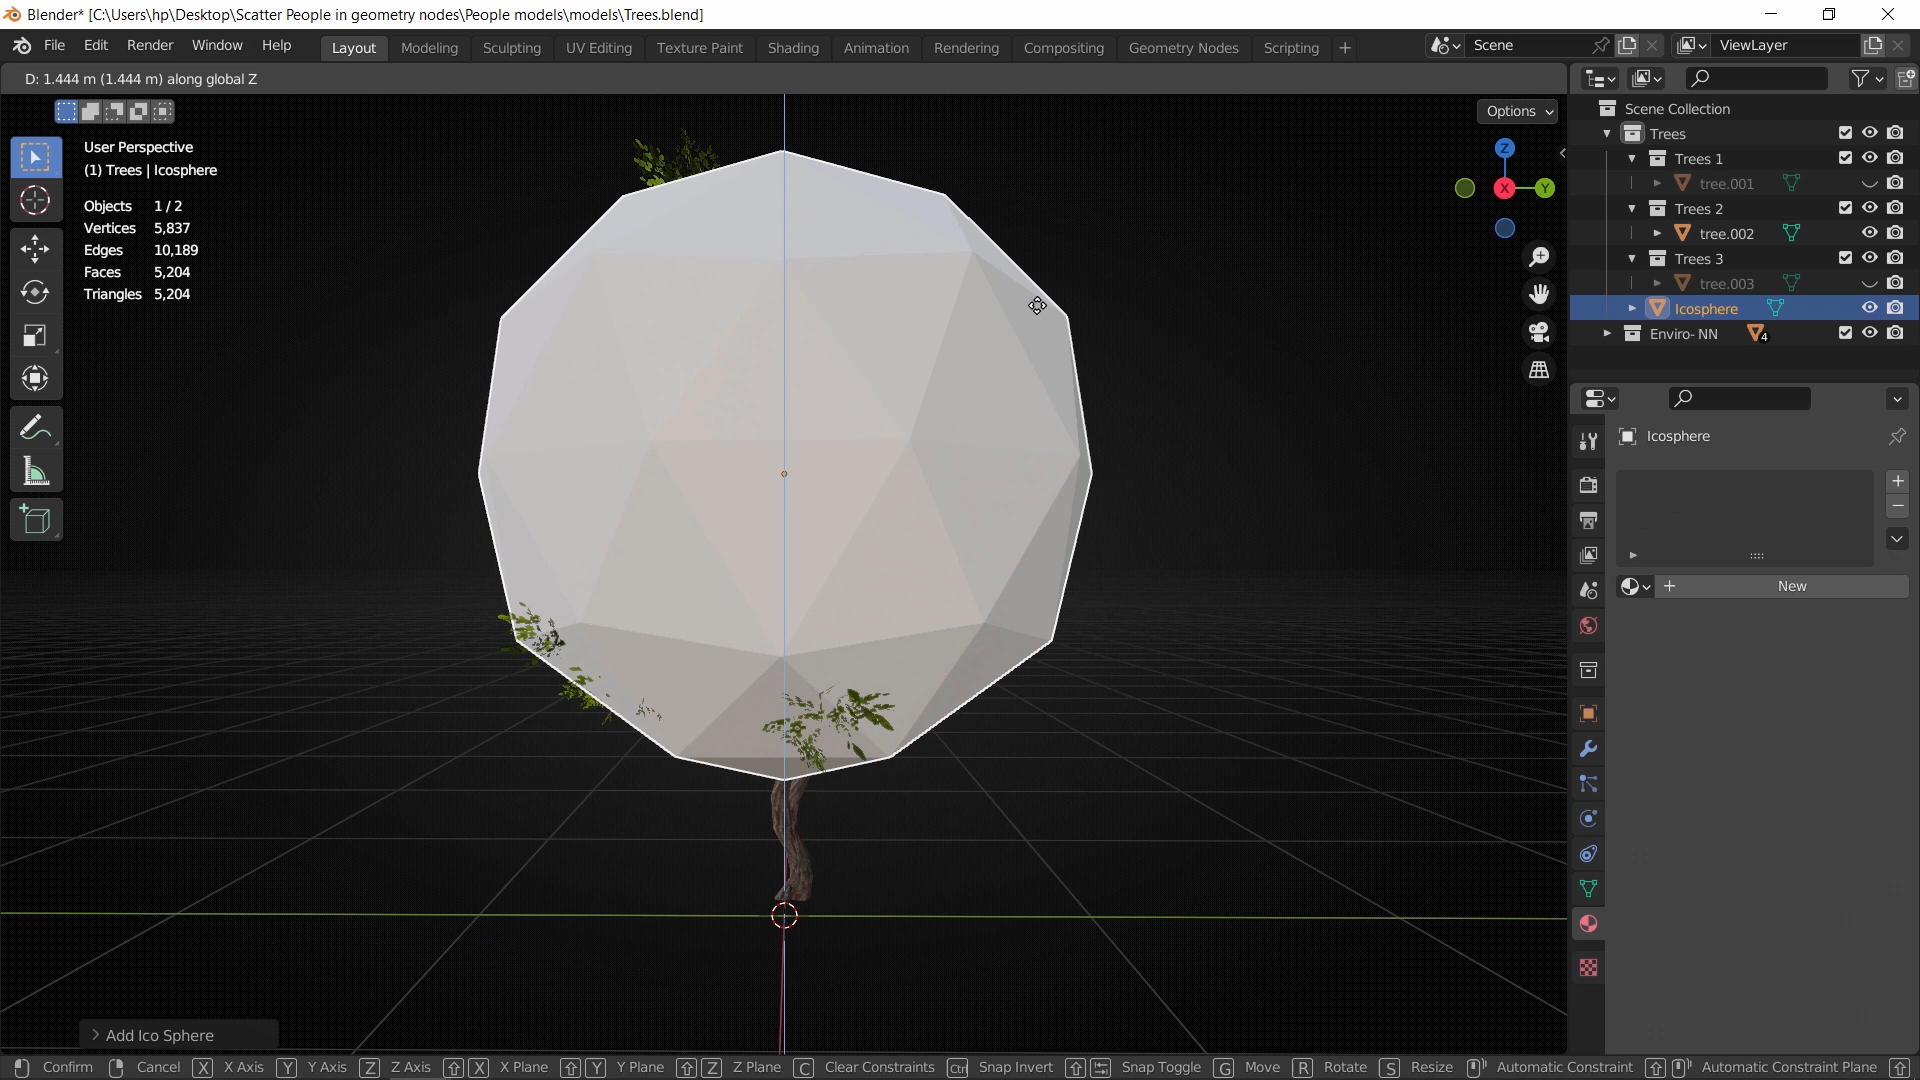 Blender* [C:\Users\hp\Desktop\Scatter People in geometry nodes\People models\models\Trees.blend]
File Edit Render Window Help Layout Modeling Sculpting UV Editing Texture Paint Shading Animation Rendering Compositing Geometry Nodes Scripting + Scene ViewLayer
D: 1.444 m (1.444 m) along global Z
Options
User Perspective
(1) Trees | Icosphere
Objects 1 / 2
Vertices 5,837
Edges 10,189
Faces 5,204
Triangles 5,204
Z
X
Y
Scene Collection
Trees
Trees 1
tree.001
Trees 2
tree.002
Trees 3
tree.003
Icosphere
Enviro- NN 4
Icosphere
+ New
Add Ico Sphere
Confirm Cancel X X Axis Y Y Axis Z Z Axis X X Plane Y Y Plane Z Z Plane C Clear Constraints Ctrl Snap Invert Snap Toggle G Move R Rotate S Resize Automatic Constraint Automatic Constraint Plane